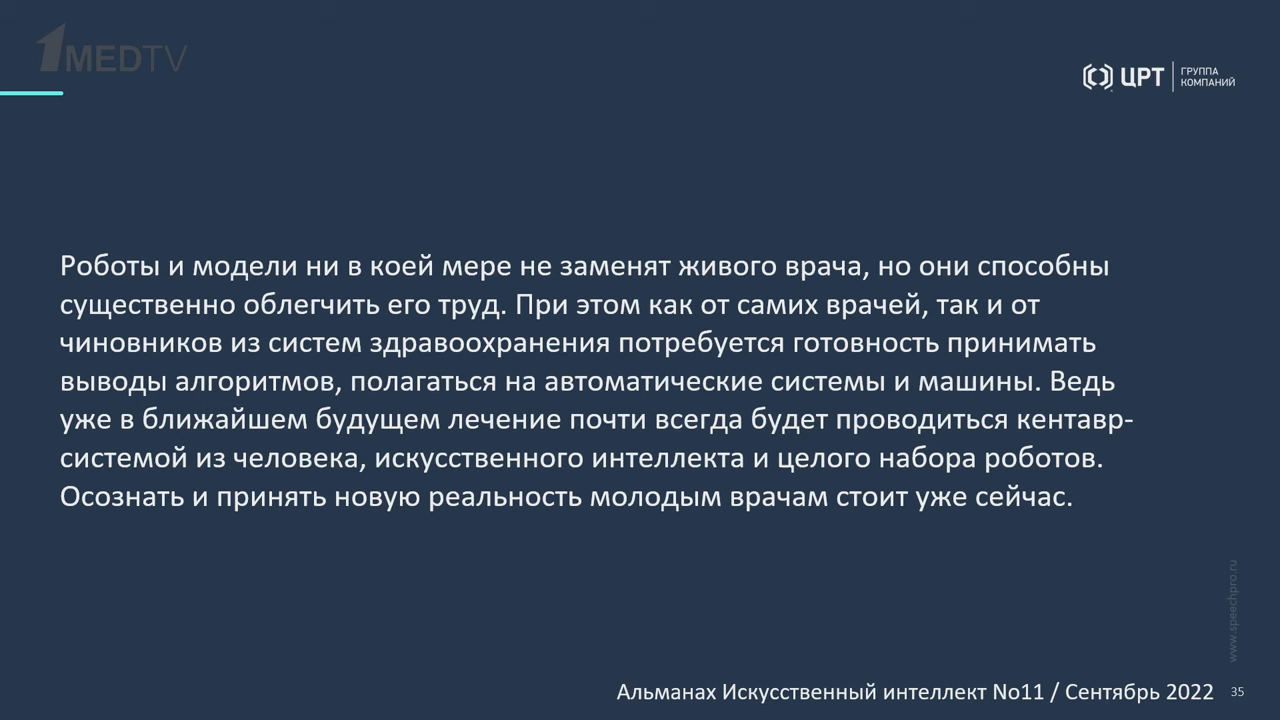 1MEDTV
ЦРТ
ГРУППА
КОМПАНИЙ
Роботы и модели ни в коей мере не заменят живого врача, но они способны
существенно облегчить его труд. При этом как от самих врачей, так и от
чиновников из систем здравоохранения потребуется готовность принимать
выводы алгоритмов, полагаться на автоматические системы и машины. Ведь
уже в ближайшем будущем лечение почти всегда будет проводиться кентавр-
системой из человека, искусственного интеллекта и целого набора роботов.
Осознать и принять новую реальность молодым врачам стоит уже сейчас.
www.speechpro.ru
Альманах Искусственный интеллект No11 / Сентябрь 2022
35